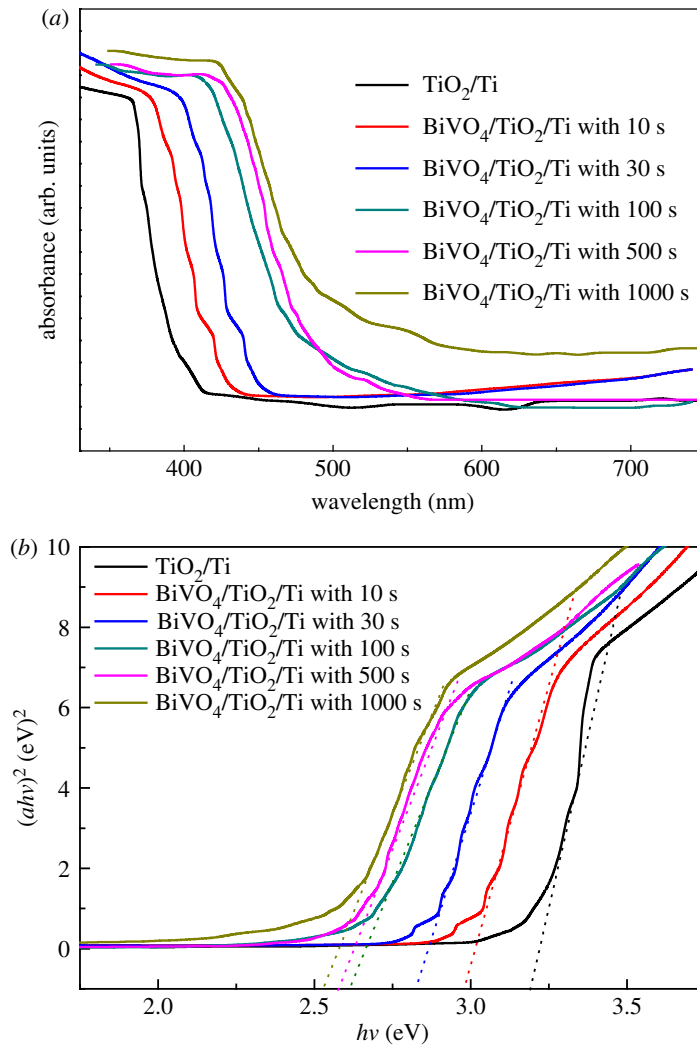 (a)
TiO2/Ti
BiVO4/TiO2/Ti with 10 s
BiVO4/TiO2/Ti with 30 s
BiVO4/TiO2/Ti with 100 s
BiVO4/TiO2/Ti with 500 s
BiVO4/TiO2/Ti with 1000 s
absorbance (arb. units)
400 500 600 700
wavelength (nm)
(b)
TiO2/Ti
BiVO4/TiO2/Ti with 10 s
BiVO4/TiO2/Ti with 30 s
BiVO4/TiO2/Ti with 100 s
BiVO4/TiO2/Ti with 500 s
BiVO4/TiO2/Ti with 1000 s
10
8
6
4
2
0
(ahν)² (eV)²
2.0 2.5 3.0 3.5
hν (eV)